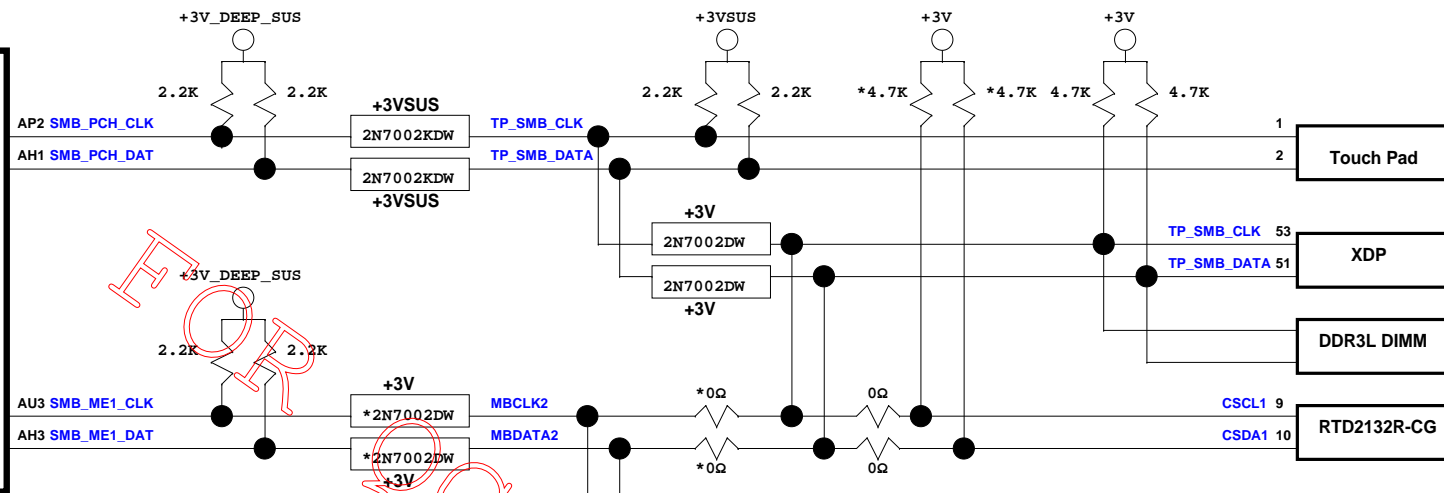 +3V_DEEP_SUS +3VSUS +3V +3V
2.2K 2.2K 2.2K 2.2K *4.7K *4.7K 4.7K 4.7K
+3VSUS
AP2 SMB_PCH_CLK 2N7002KDW TP_SMB_CLK 1
AH1 SMB_PCH_DAT 2N7002KDW TP_SMB_DATA 2
Touch Pad
+3VSUS
+3V
2N7002DW TP_SMB_CLK 53
2N7002DW TP_SMB_DATA 51
XDP
+3V
+3V_DEEP_SUS
FOR
2.2K 2.2K
DDR3L DIMM
+3V
AU3 SMB_ME1_CLK *2N7002DW MBCLK2 *0Ω 0Ω CSCL1 9
AH3 SMB_ME1_DAT *2N7002DW MBDATA2 *0Ω 0Ω CSDA1 10
RTD2132R-CG
+3V